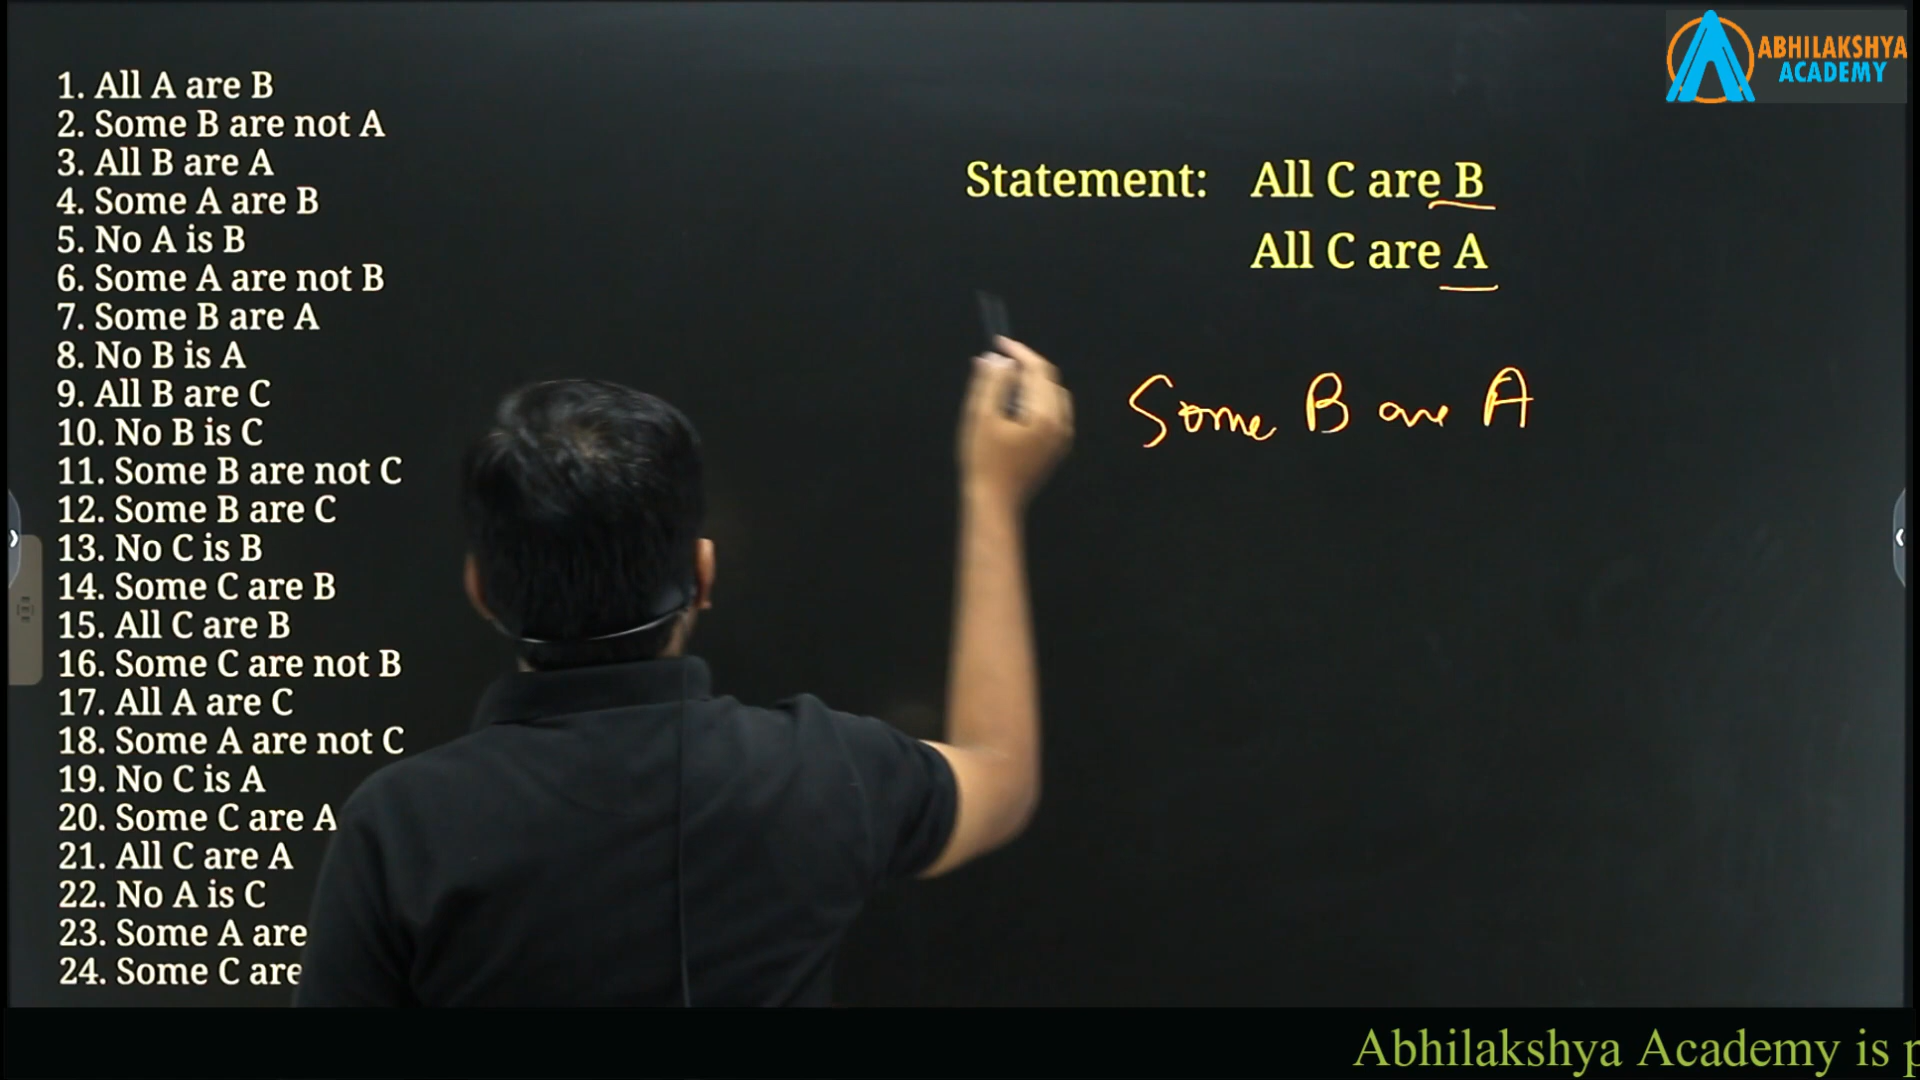 1. All A are B
2. Some B are not A
3. All B are A
4. Some A are B
5. No A is B
6. Some A are not B
7. Some B are A
8. No B is A
9. All B are C
10. No B is C
11. Some B are not C
12. Some B are C
13. No C is B
14. Some C are B
15. All C are B
16. Some C are not B
17. All A are C
18. Some A are not C
19. No C is A
20. Some C are A
21. All C are A
22. No A is C
23. Some A are
24. Some C are
ABHILAKSHYA
ACADEMY
Statement: All C are B
All C are A
Some B are A
Abhilakshya Academy is p